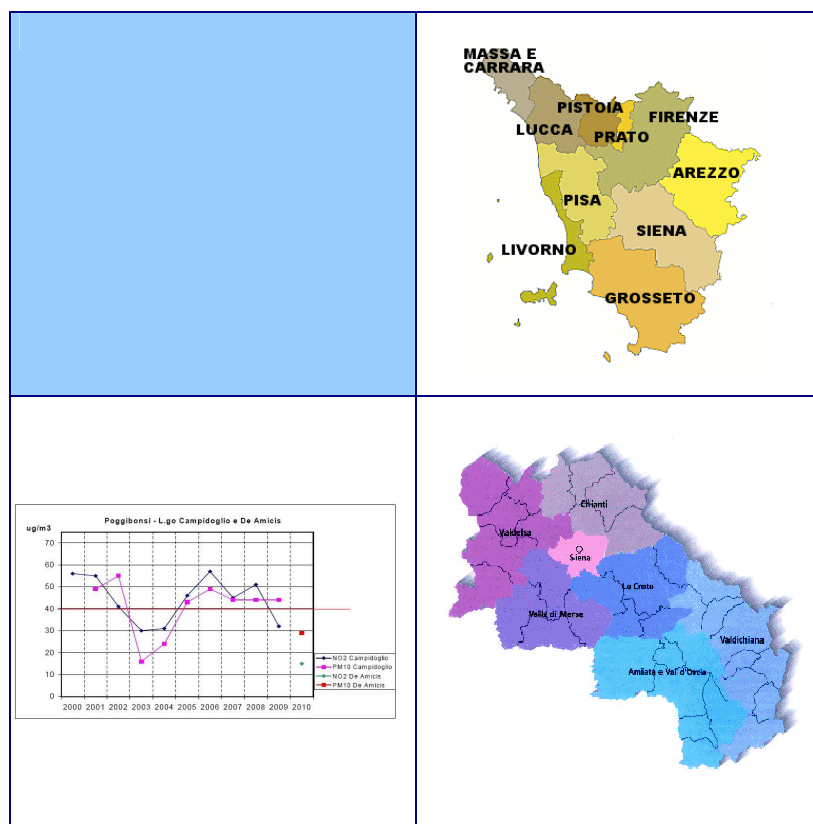 MASSA E
CARRARA
PISTOIA
FIRENZE
LUCCA
PRATO
AREZZO
PISA
SIENA
LIVORNO
GROSSETO
Poggibonsi - L.go Campidoglio e De Amicis
ug/m3
70
60
50
40
30
20
10
0
2000 2001 2002 2003 2004 2005 2006 2007 2008 2009 2010
NO2 Campidoglio
PM10 Campidoglio
NO2 De Amicis
PM10 De Amicis
Chianti
Valdelsa
Siena
Le Crete
Valle di Merse
Valdichiana
Amiata e Val d'Orcia